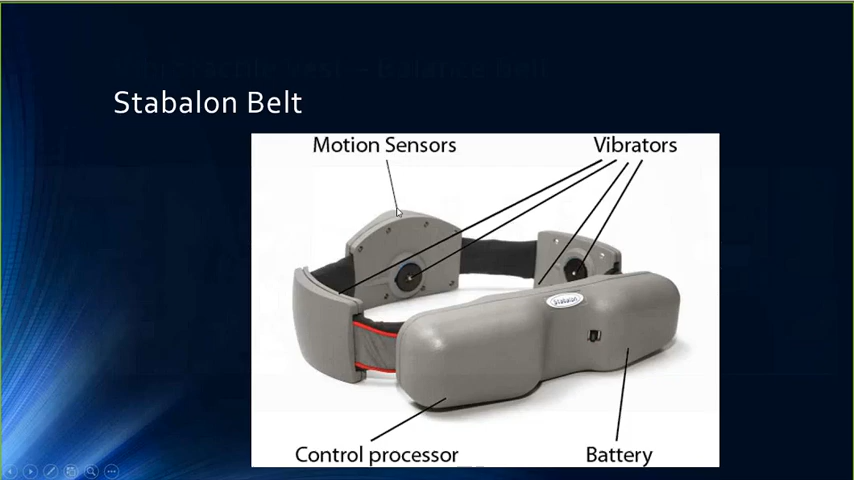 Stabalon Belt
Motion Sensors
Vibrators
Stabalon
Control processor
Battery